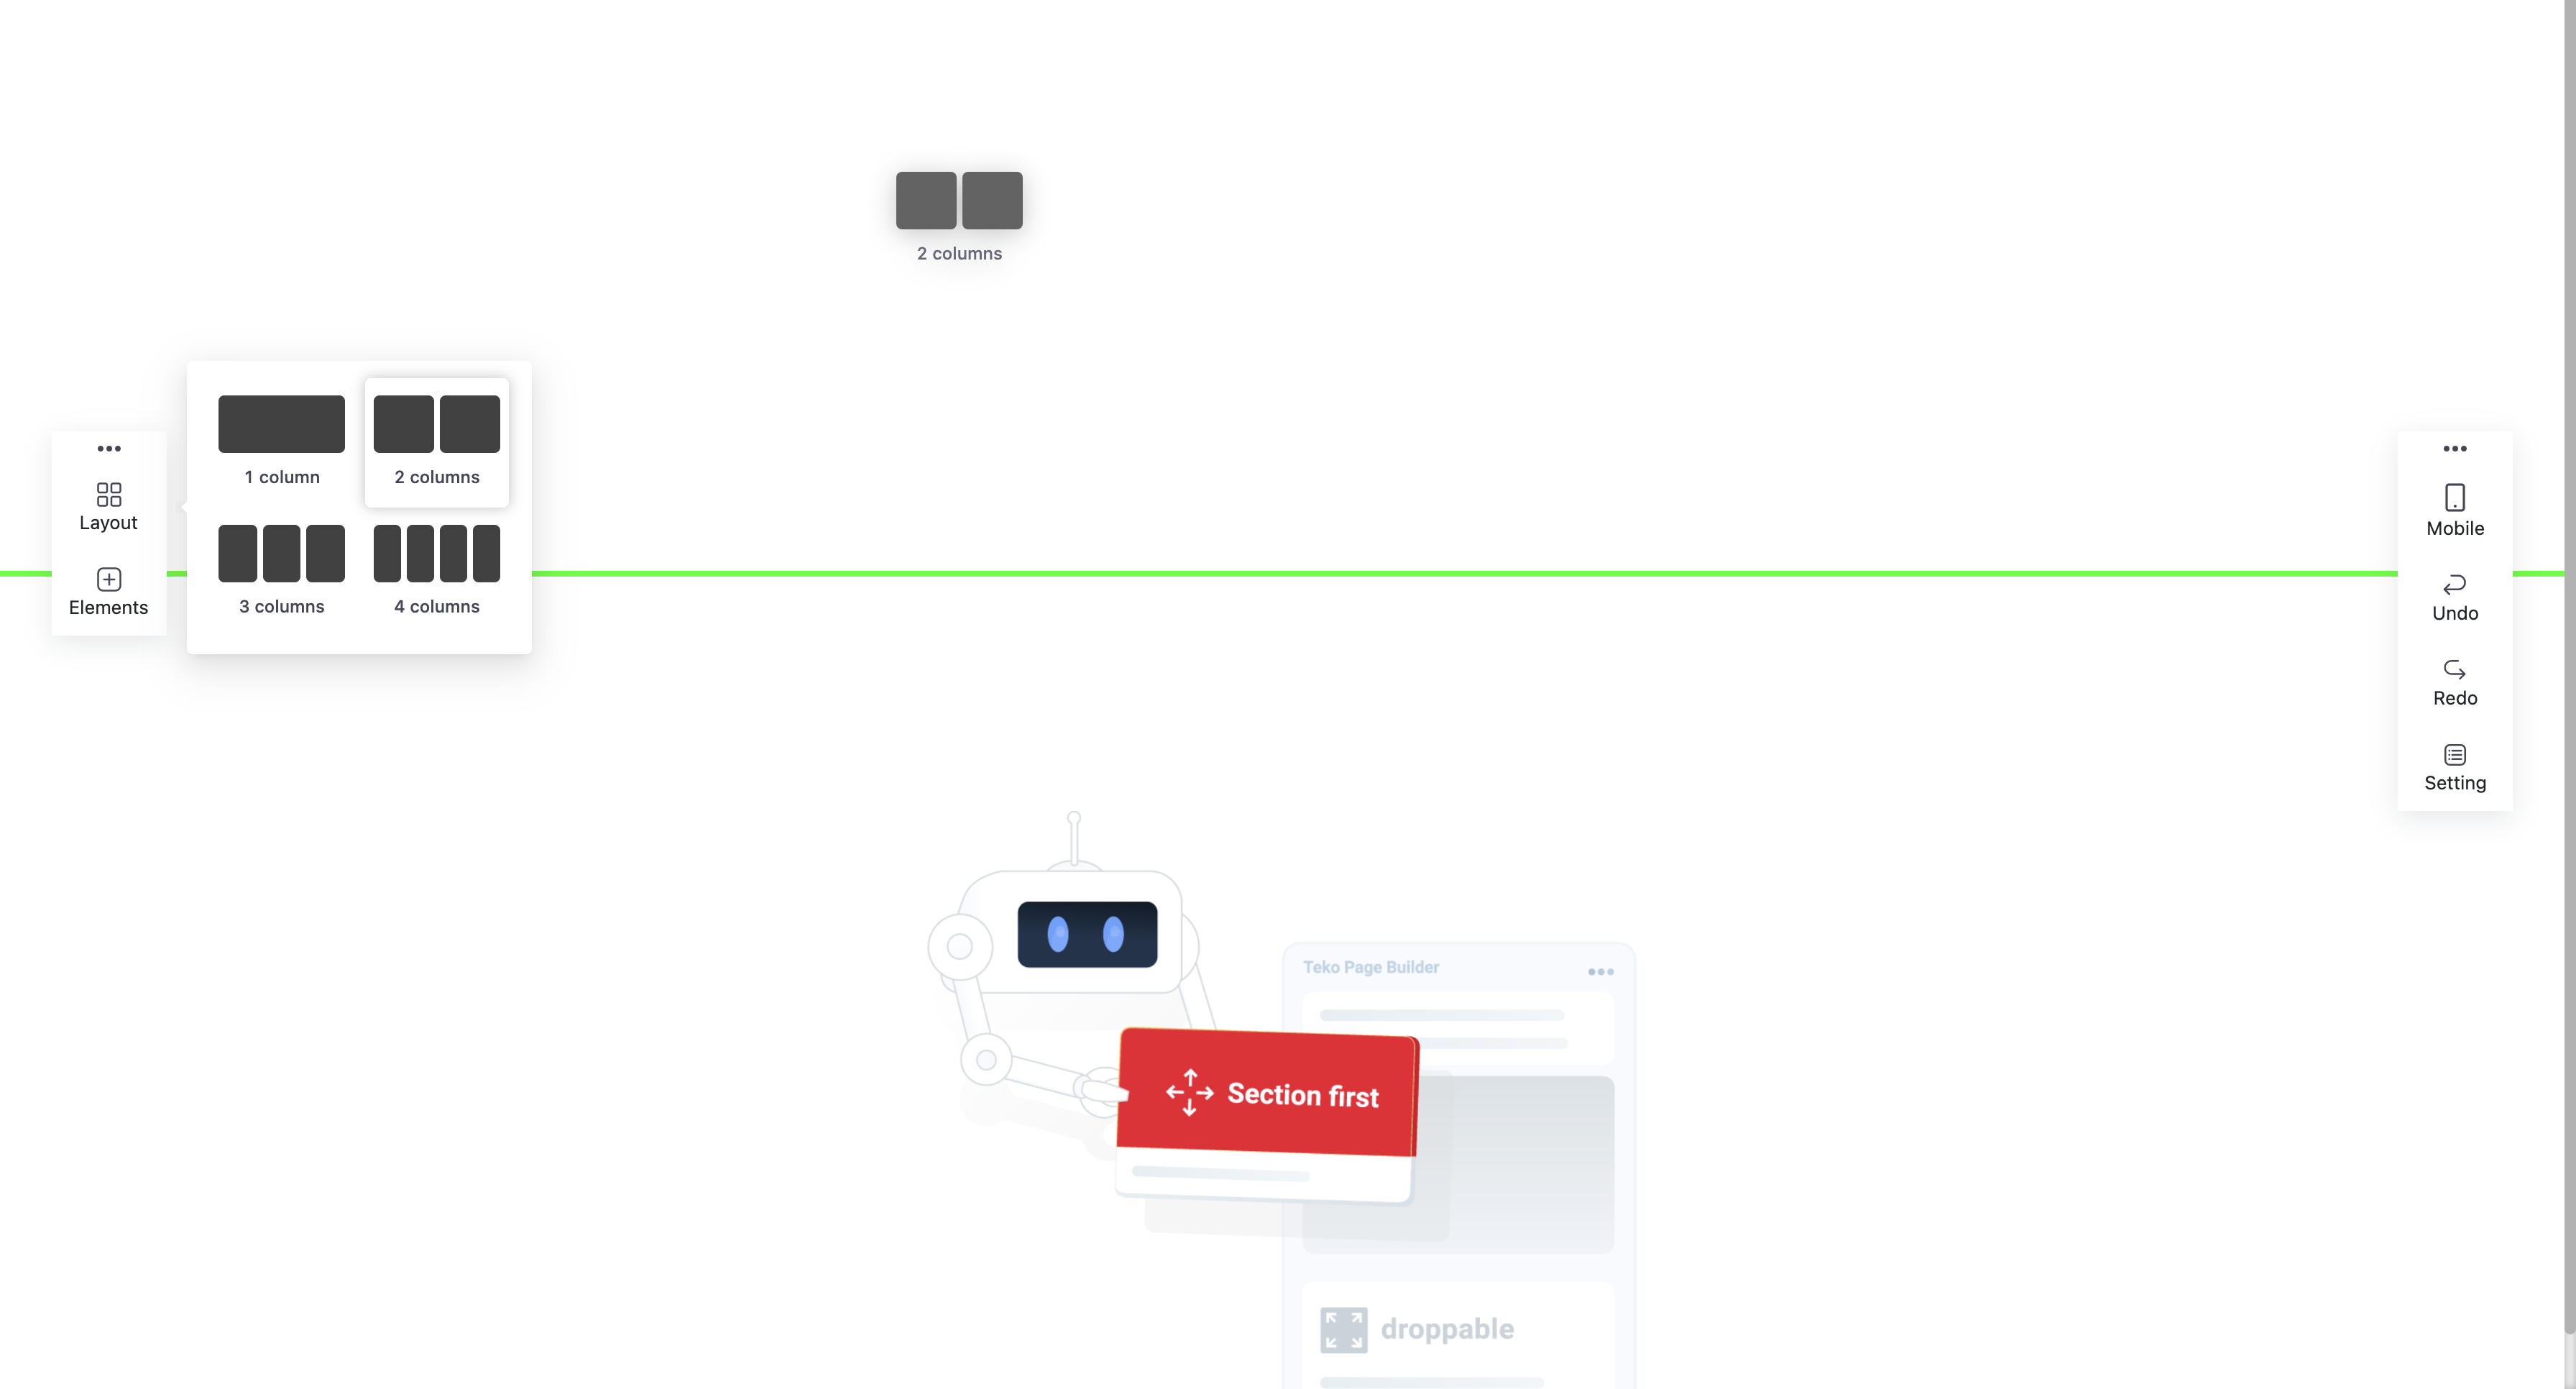 2 columns
1 column
2 columns
3 columns
4 columns
Layout
Elements
Mobile
Undo
Redo
Setting
Teko Page Builder
Section first
droppable